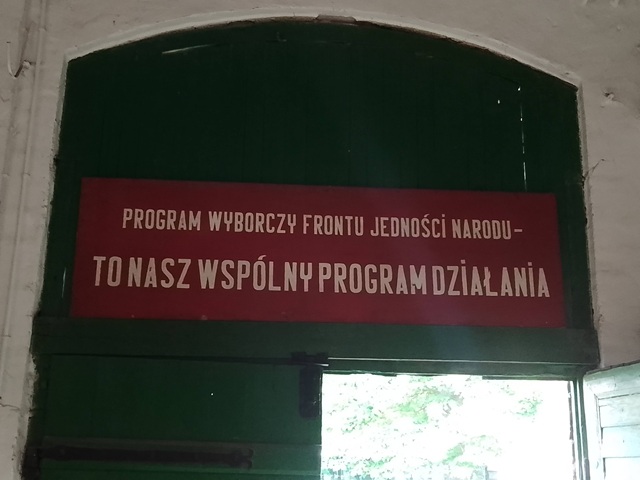 PROGRAM WYBORCZY FRONTU JEDNOŚCI NARODU-
TO NASZ WSPÓLNY PROGRAM DZIAŁANIA